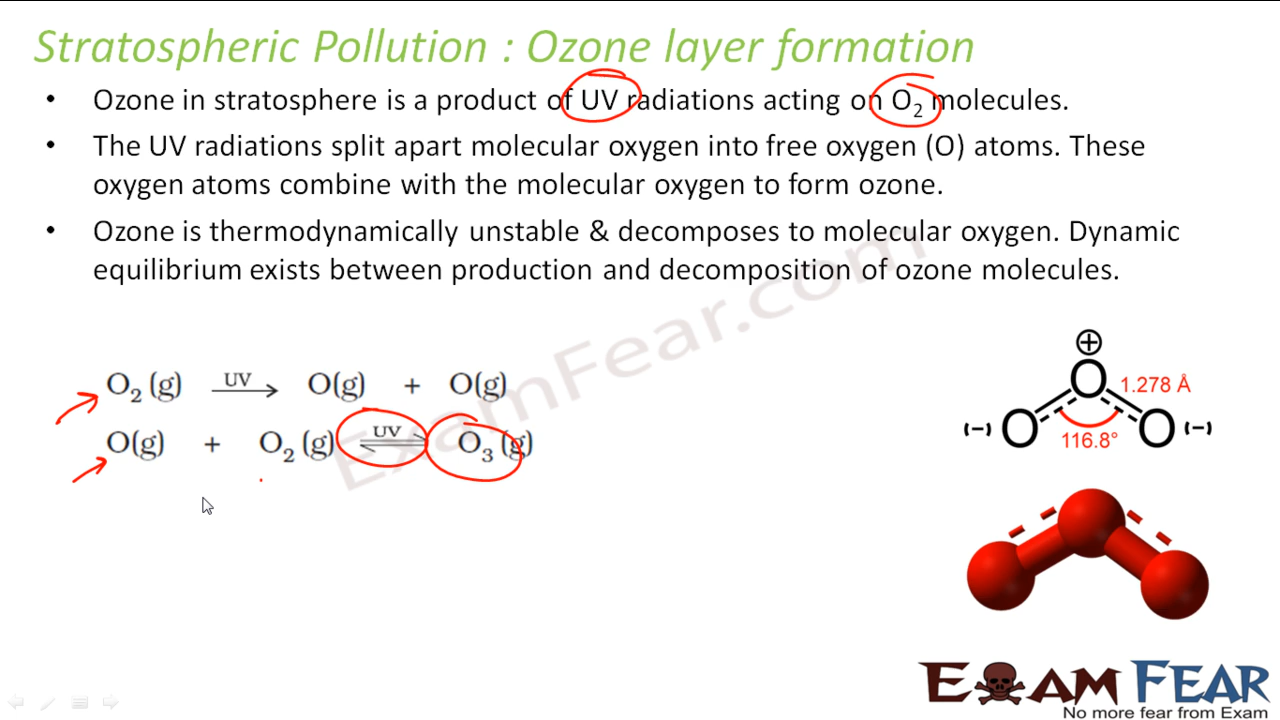 Stratospheric Pollution : Ozone layer formation
• Ozone in stratosphere is a product of UV radiations acting on O₂ molecules.
• The UV radiations split apart molecular oxygen into free oxygen (O) atoms. These
oxygen atoms combine with the molecular oxygen to form ozone.
• Ozone is thermodynamically unstable & decomposes to molecular oxygen. Dynamic
equilibrium exists between production and decomposition of ozone molecules.
ExamFear.com
O₂ (g) UV → O(g) + O(g)
O(g) + O₂ (g) UV ⇌ O₃ (g)
⊕
O 1.278 Å
(-) O O (-)
116.8°
EXAM FEAR
No more fear from Exam